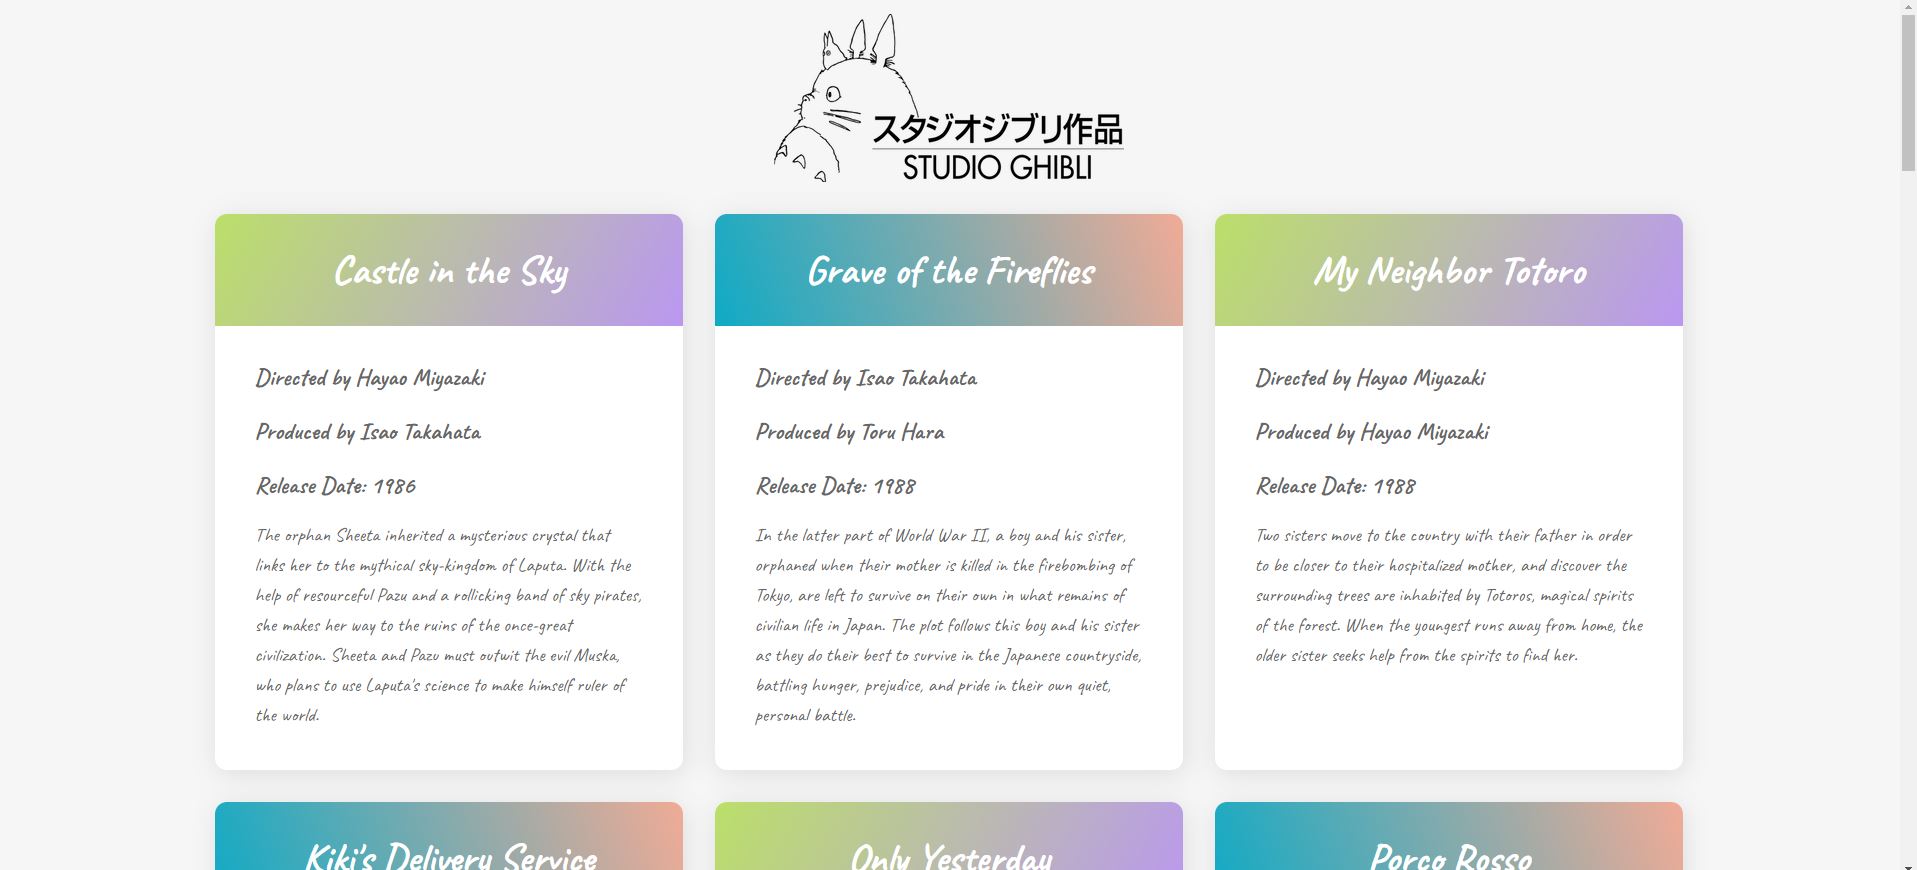 スタジオジブリ作品
STUDIO GHIBLI
Castle in the Sky
Directed by Hayao Miyazaki
Produced by Isao Takahata
Release Date: 1986
The orphan Sheeta inherited a mysterious crystal that
links her to the mythical sky-kingdom of Laputa. With the
help of resourceful Pazu and a rollicking band of sky pirates,
she makes her way to the ruins of the once-great
civilization. Sheeta and Pazu must outwit the evil Muska,
who plans to use Laputa's science to make himself ruler of
the world.
Grave of the Fireflies
Directed by Isao Takahata
Produced by Toru Hara
Release Date: 1988
In the latter part of World War II, a boy and his sister,
orphaned when their mother is killed in the firebombing of
Tokyo, are left to survive on their own in what remains of
civilian life in Japan. The plot follows this boy and his sister
as they do their best to survive in the Japanese countryside,
battling hunger, prejudice, and pride in their own quiet,
personal battle.
My Neighbor Totoro
Directed by Hayao Miyazaki
Produced by Hayao Miyazaki
Release Date: 1988
Two sisters move to the country with their father in order
to be closer to their hospitalized mother, and discover the
surrounding trees are inhabited by Totoros, magical spirits
of the forest. When the youngest runs away from home, the
older sister seeks help from the spirits to find her.
Kiki's Delivery Service
Only Yesterday
Porco Rosso